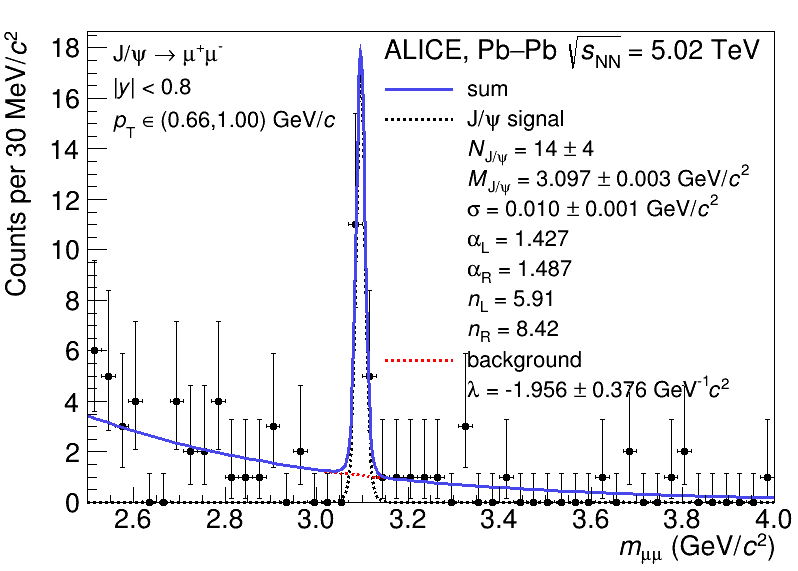 Counts per 30 MeV/c²
J/ψ → μ⁺μ⁻
|y| < 0.8
p_T ∈ (0.66,1.00) GeV/c
ALICE, Pb–Pb √s_NN = 5.02 TeV
sum
J/ψ signal
N_J/ψ = 14 ± 4
M_J/ψ = 3.097 ± 0.003 GeV/c²
σ = 0.010 ± 0.001 GeV/c²
α_L = 1.427
α_R = 1.487
n_L = 5.91
n_R = 8.42
background
λ = -1.956 ± 0.376 GeV⁻¹c²
18
16
14
12
10
8
6
4
2
0
2.6 2.8 3.0 3.2 3.4 3.6 3.8 4.0
m_μμ (GeV/c²)